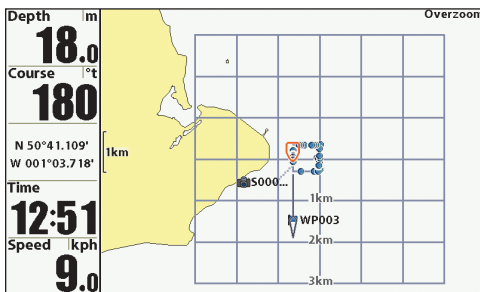 Depth m
18.0
Course °t
180
N 50°41.109'
W 001°03.718'
Time
12:51
Speed kph
9.0
Overzoom
1km
S000...
1km
WP003
2km
3km